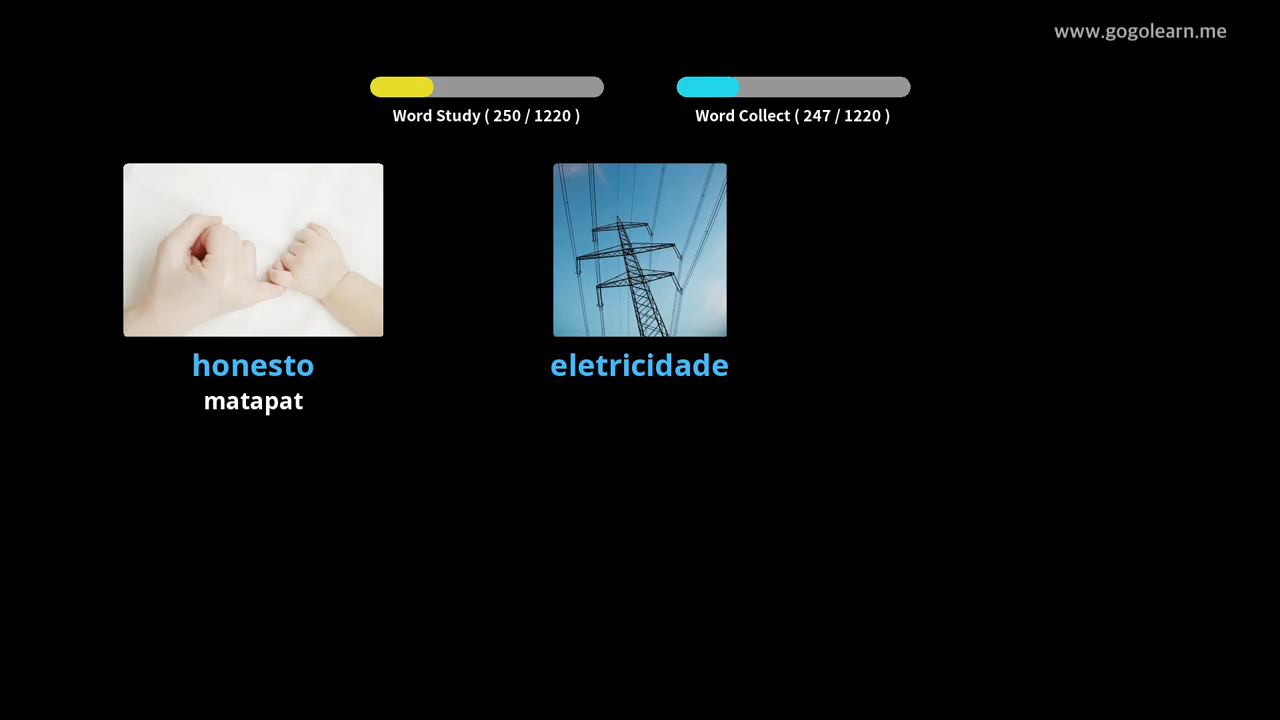 www.gogolearn.me
Word Study ( 250 / 1220 )
Word Collect ( 247 / 1220 )
honesto
matapat
eletricidade